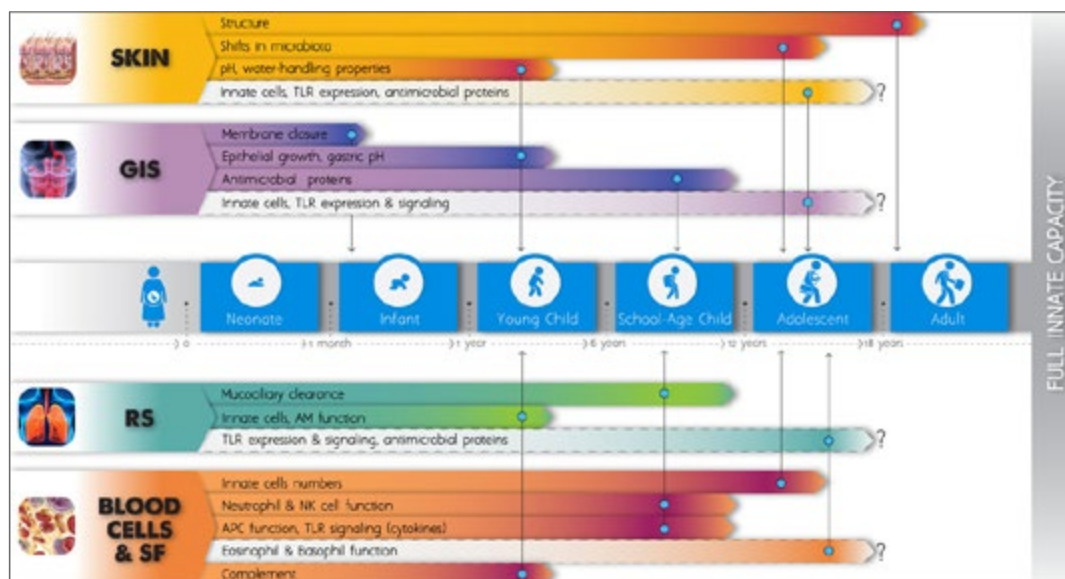 SKIN
Structure
Shifts in microbiota
pH, water-handling properties
Innate cells, TLR expression, antimicrobial proteins
?
GIS
Membrane closure
Epithelial growth, gastric pH
Antimicrobial proteins
Innate cells, TLR expression & signaling
?
Neonate
Infant
Young Child
School-Age Child
Adolescent
Adult
0
1 month
1 year
6 years
12 years
18 years
RS
Mucociliary clearance
Innate cells, AM function
TLR expression & signaling, antimicrobial proteins
?
BLOOD
CELLS
& SF
Innate cells numbers
Neutrophil & NK cell function
APC function, TLR signaling (cytokines)
Eosinophil & Basophil function
?
Complement
FULL INNATE CAPACITY